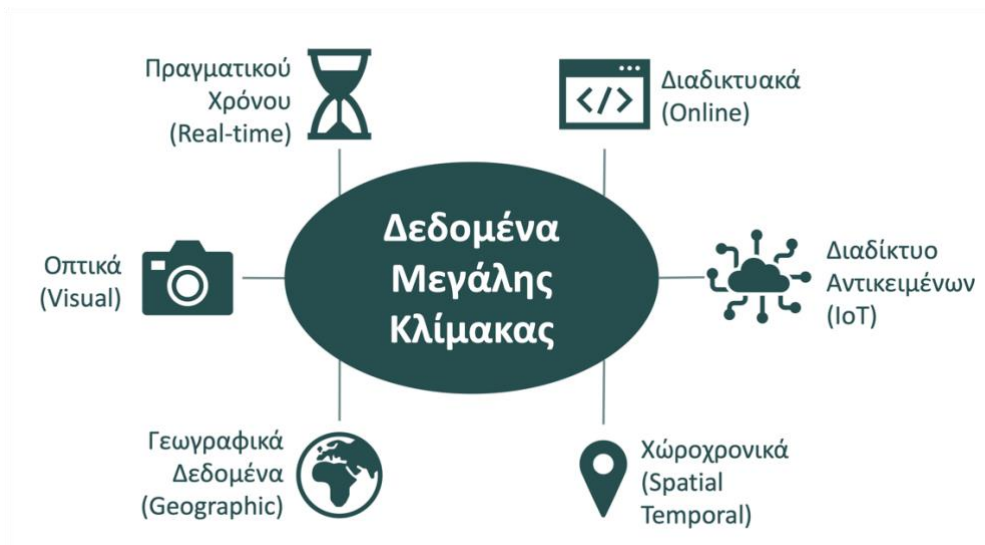 Πραγματικού
Χρόνου
(Real-time)
Διαδικτυακά
(Online)
Οπτικά
(Visual)
Δεδομένα
Μεγάλης
Κλίμακας
Διαδίκτυο
Αντικειμένων
(IoT)
Γεωγραφικά
Δεδομένα
(Geographic)
Χώροχρονικά
(Spatial
Temporal)